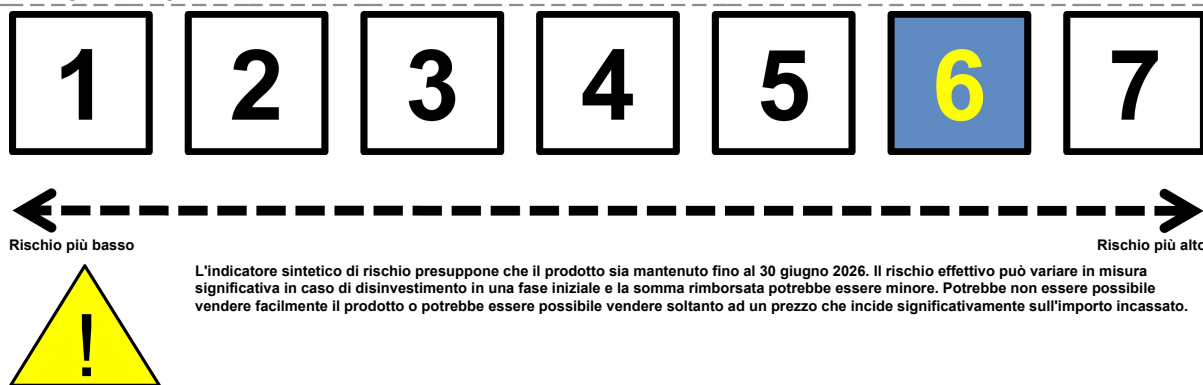 1 2 3 4 5 6 7
Rischio più basso Rischio più alto
L'indicatore sintetico di rischio presuppone che il prodotto sia mantenuto fino al 30 giugno 2026. Il rischio effettivo può variare in misura
significativa in caso di disinvestimento in una fase iniziale e la somma rimborsata potrebbe essere minore. Potrebbe non essere possibile
vendere facilmente il prodotto o potrebbe essere possibile vendere soltanto ad un prezzo che incide significativamente sull'importo incassato.
!